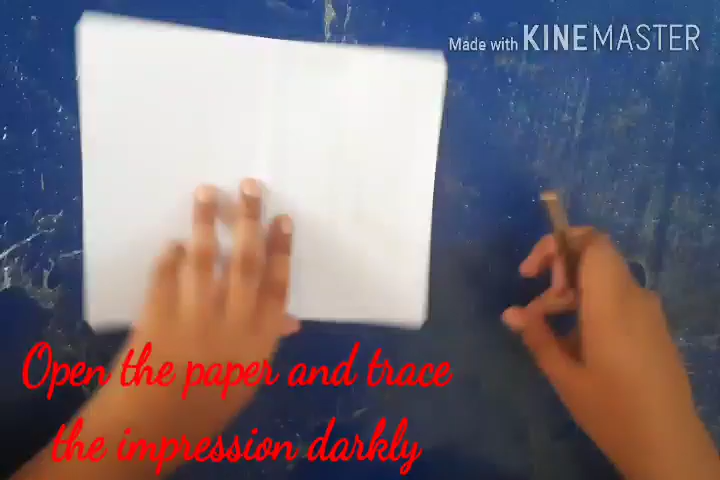 Made with KINEMASTER
Open the paper and trace
the impression darkly